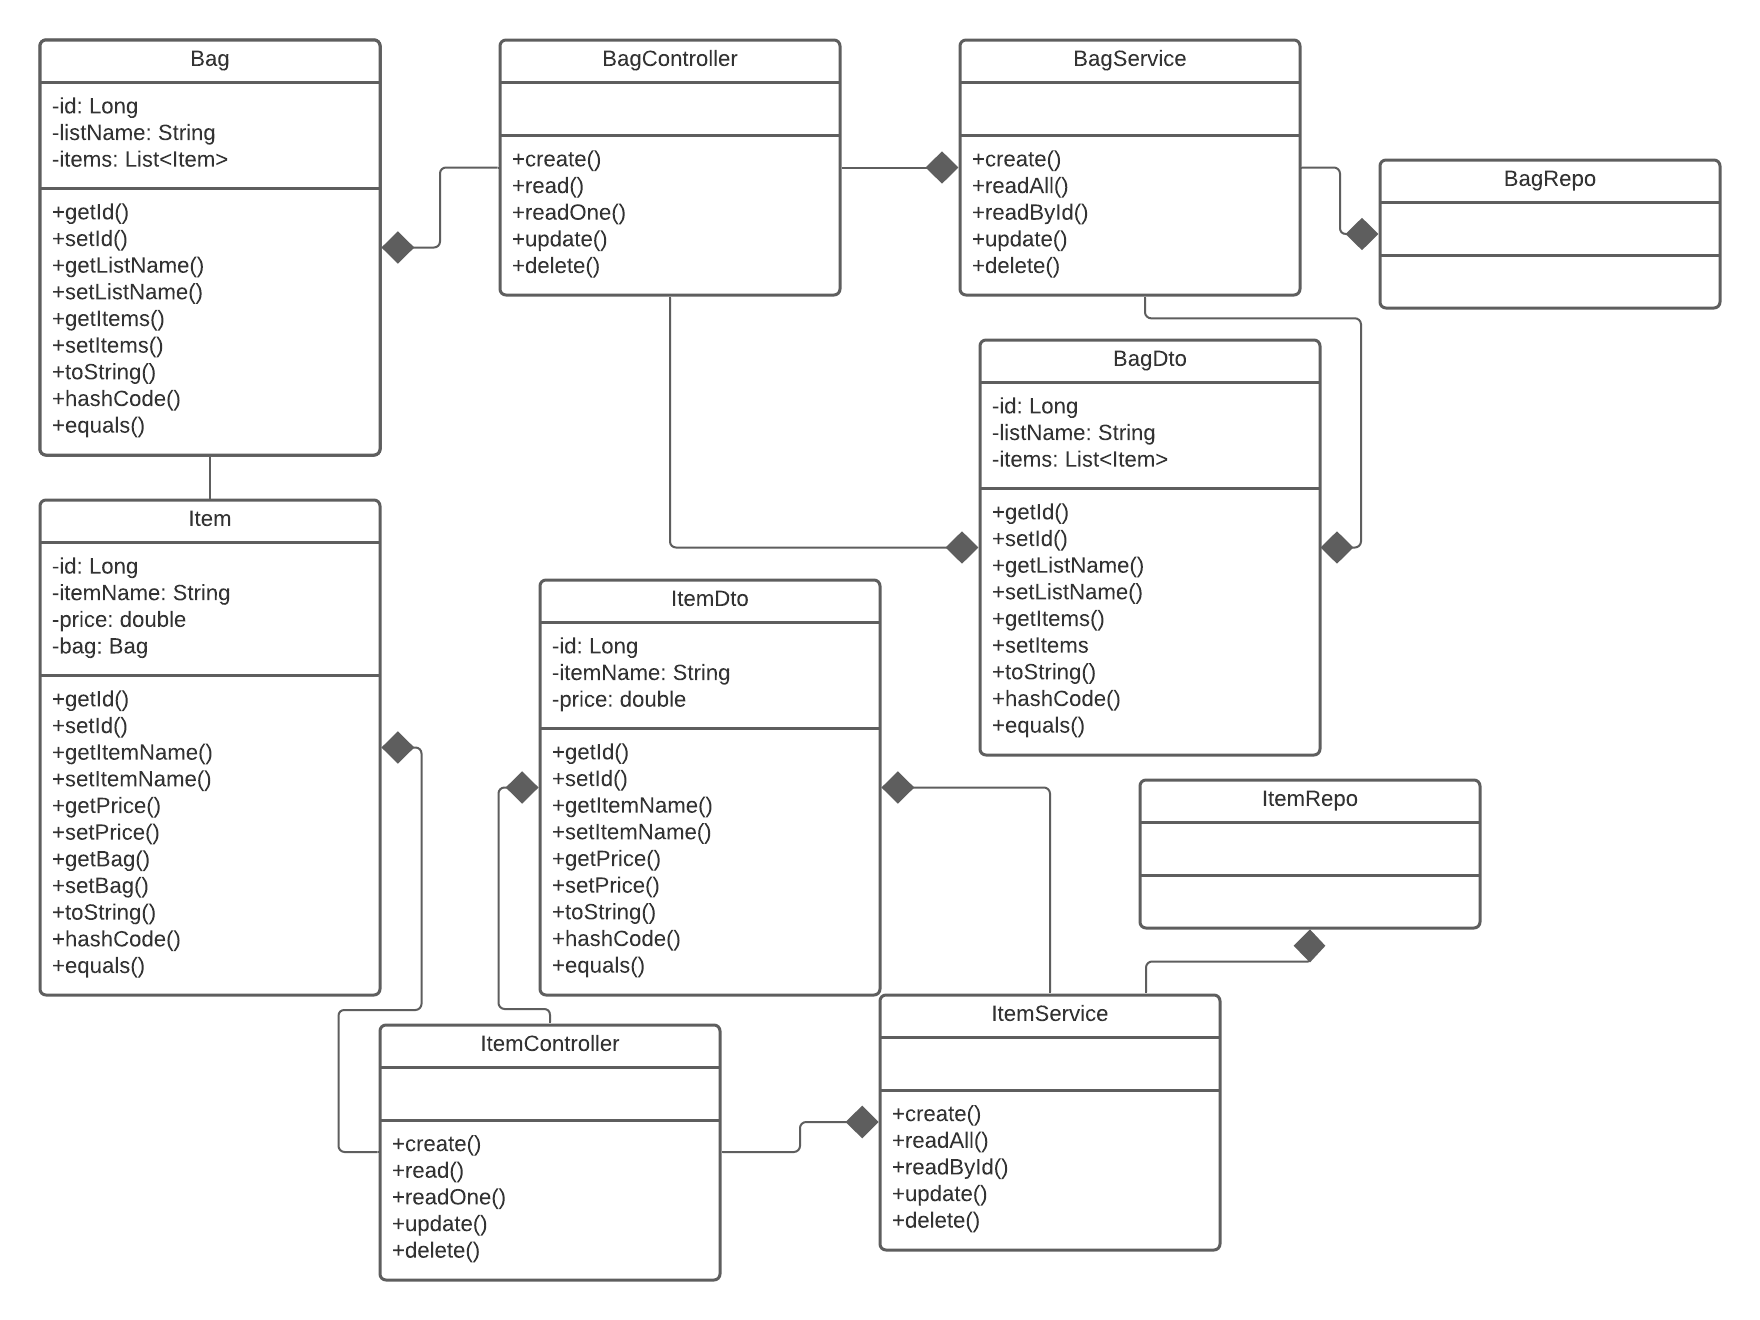 Bag
-id: Long
-listName: String
-items: List<Item>
+getId()
+setId()
+getListName()
+setListName()
+getItems()
+setItems()
+toString()
+hashCode()
+equals()
BagController
+create()
+read()
+readOne()
+update()
+delete()
BagService
+create()
+readAll()
+readById()
+update()
+delete()
BagRepo
BagDto
-id: Long
-listName: String
-items: List<Item>
+getId()
+setId()
+getListName()
+setListName()
+getItems()
+setItems
+toString()
+hashCode()
+equals()
Item
-id: Long
-itemName: String
-price: double
-bag: Bag
+getId()
+setId()
+getItemName()
+setItemName()
+getPrice()
+setPrice()
+getBag()
+setBag()
+toString()
+hashCode()
+equals()
ItemDto
-id: Long
-itemName: String
-price: double
+getId()
+setId()
+getItemName()
+setItemName()
+getPrice()
+setPrice()
+toString()
+hashCode()
+equals()
ItemRepo
ItemController
+create()
+read()
+readOne()
+update()
+delete()
ItemService
+create()
+readAll()
+readById()
+update()
+delete()